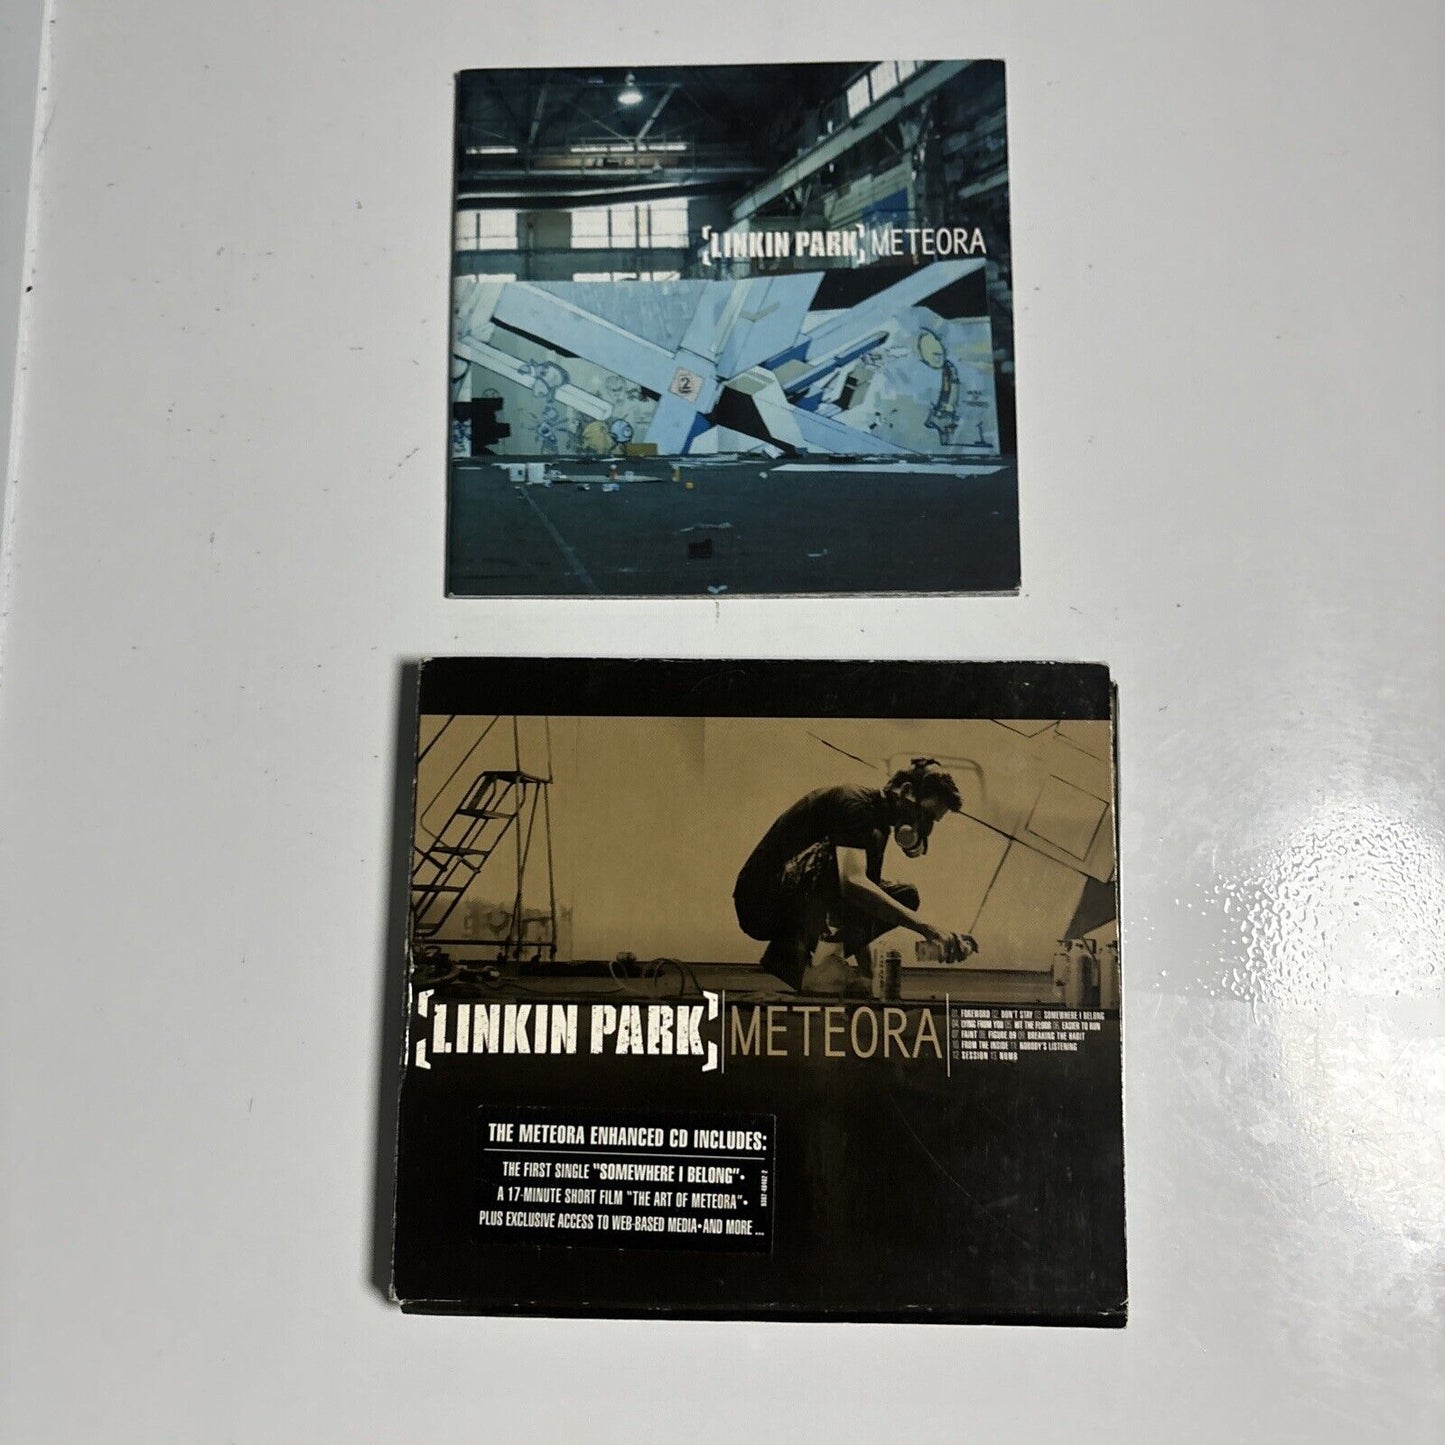 [LINKIN PARK] METEORA
2
[LINKIN PARK] METEORA
01. FOREWORD 02. DON'T STAY 03. SOMEWHERE I BELONG
04. LYING FROM YOU 05. HIT THE FLOOR 06. EASIER TO RUN
07. FAINT 08. FIGURE.09 09. BREAKING THE HABIT
10. FROM THE INSIDE 11. NOBODY'S LISTENING
12. SESSION 13. NUMB
THE METEORA ENHANCED CD INCLUDES:
THE FIRST SINGLE "SOMEWHERE I BELONG"•
A 17-MINUTE SHORT FILM "THE ART OF METEORA"•
PLUS EXCLUSIVE ACCESS TO WEB-BASED MEDIA•AND MORE ...